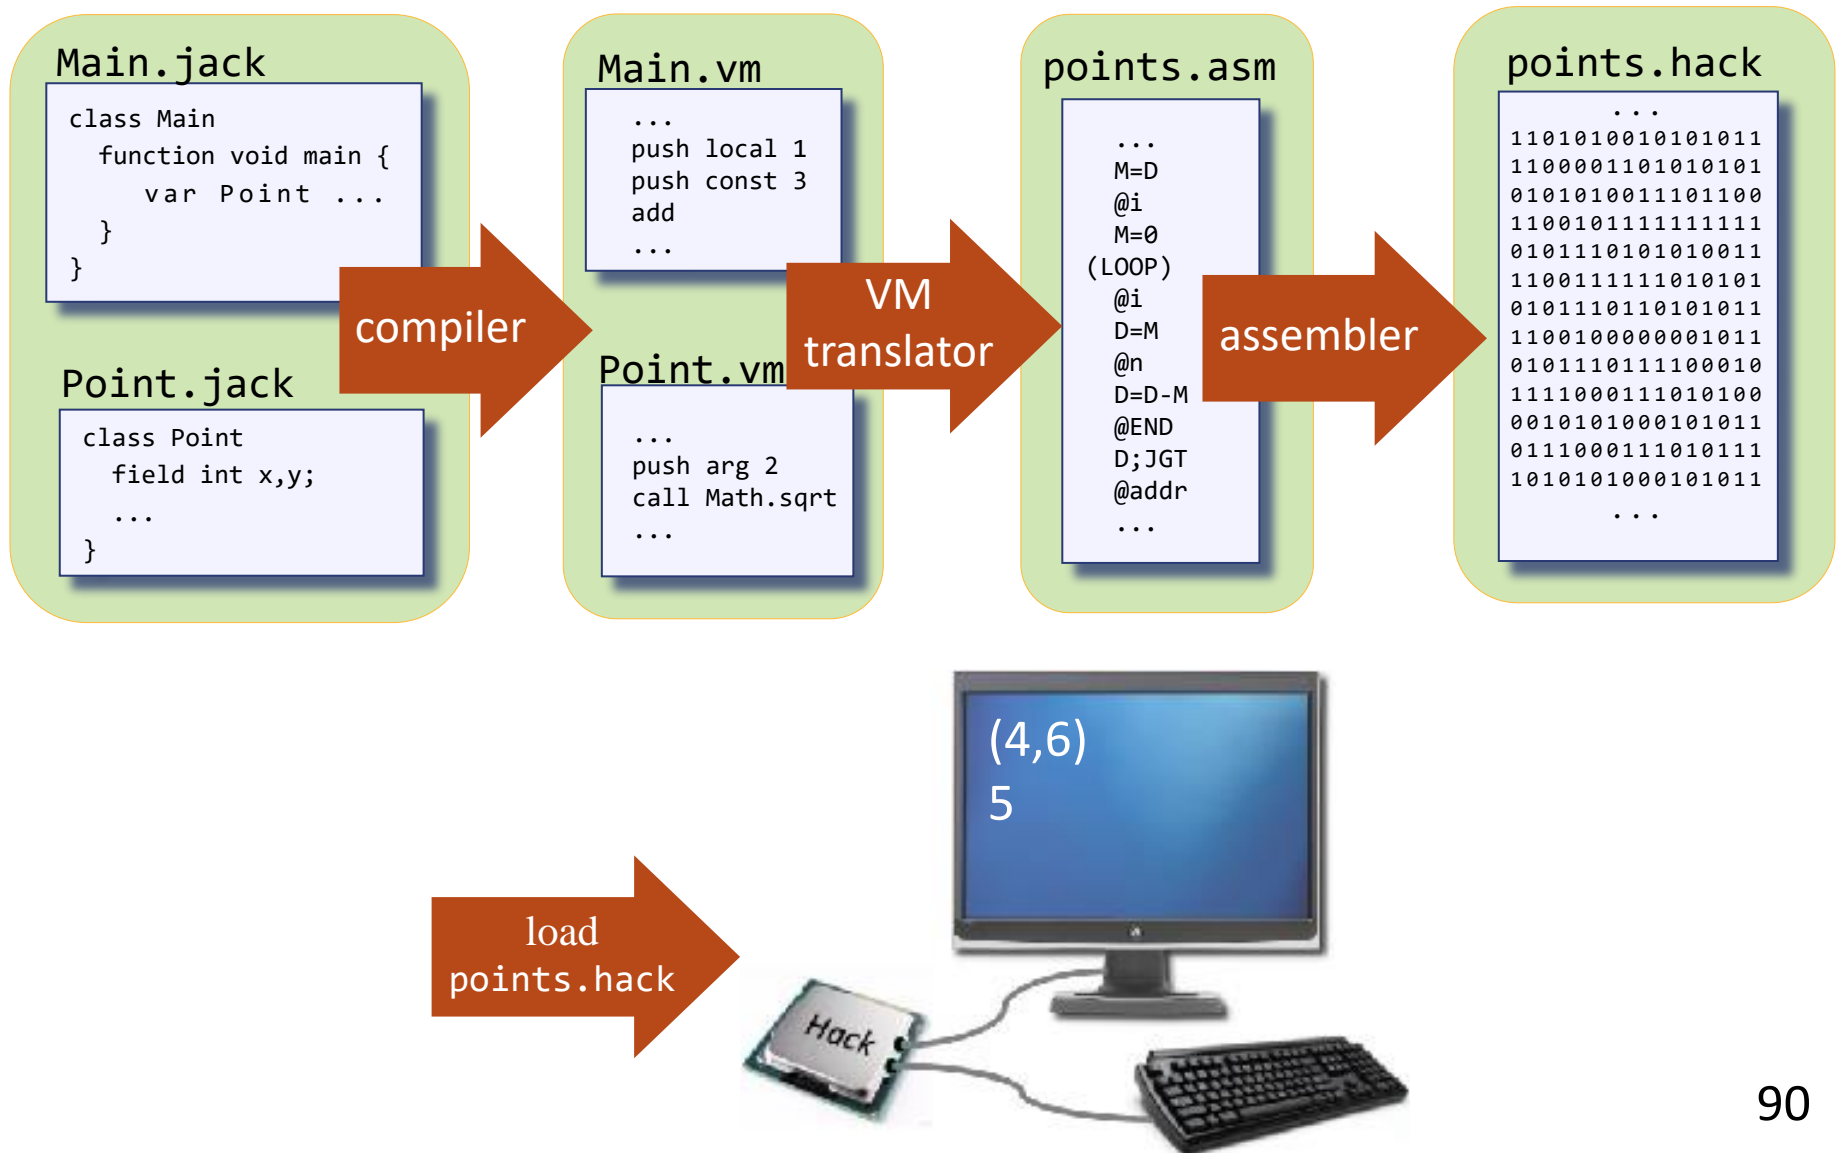 Main.jack
class Main
function void main {
var Point ...
}
}
Point.jack
class Point
field int x,y;
...
}
compiler
Main.vm
...
push local 1
push const 3
add
...
Point.vm
...
push arg 2
call Math.sqrt
...
VM
translator
points.asm
...
M=D
@i
M=0
(LOOP)
@i
D=M
@n
D=D-M
@END
D;JGT
@addr
...
assembler
points.hack
...
1101010010101011
1100001101010101
0101010011101100
1100101111111111
0101110101010011
1100111111010101
0101110110101011
1100100000001011
0101110111100010
1111000111010100
0010101000101011
0111000111010111
1010101000101011
...
load
points.hack
(4,6)
5
Hack
90